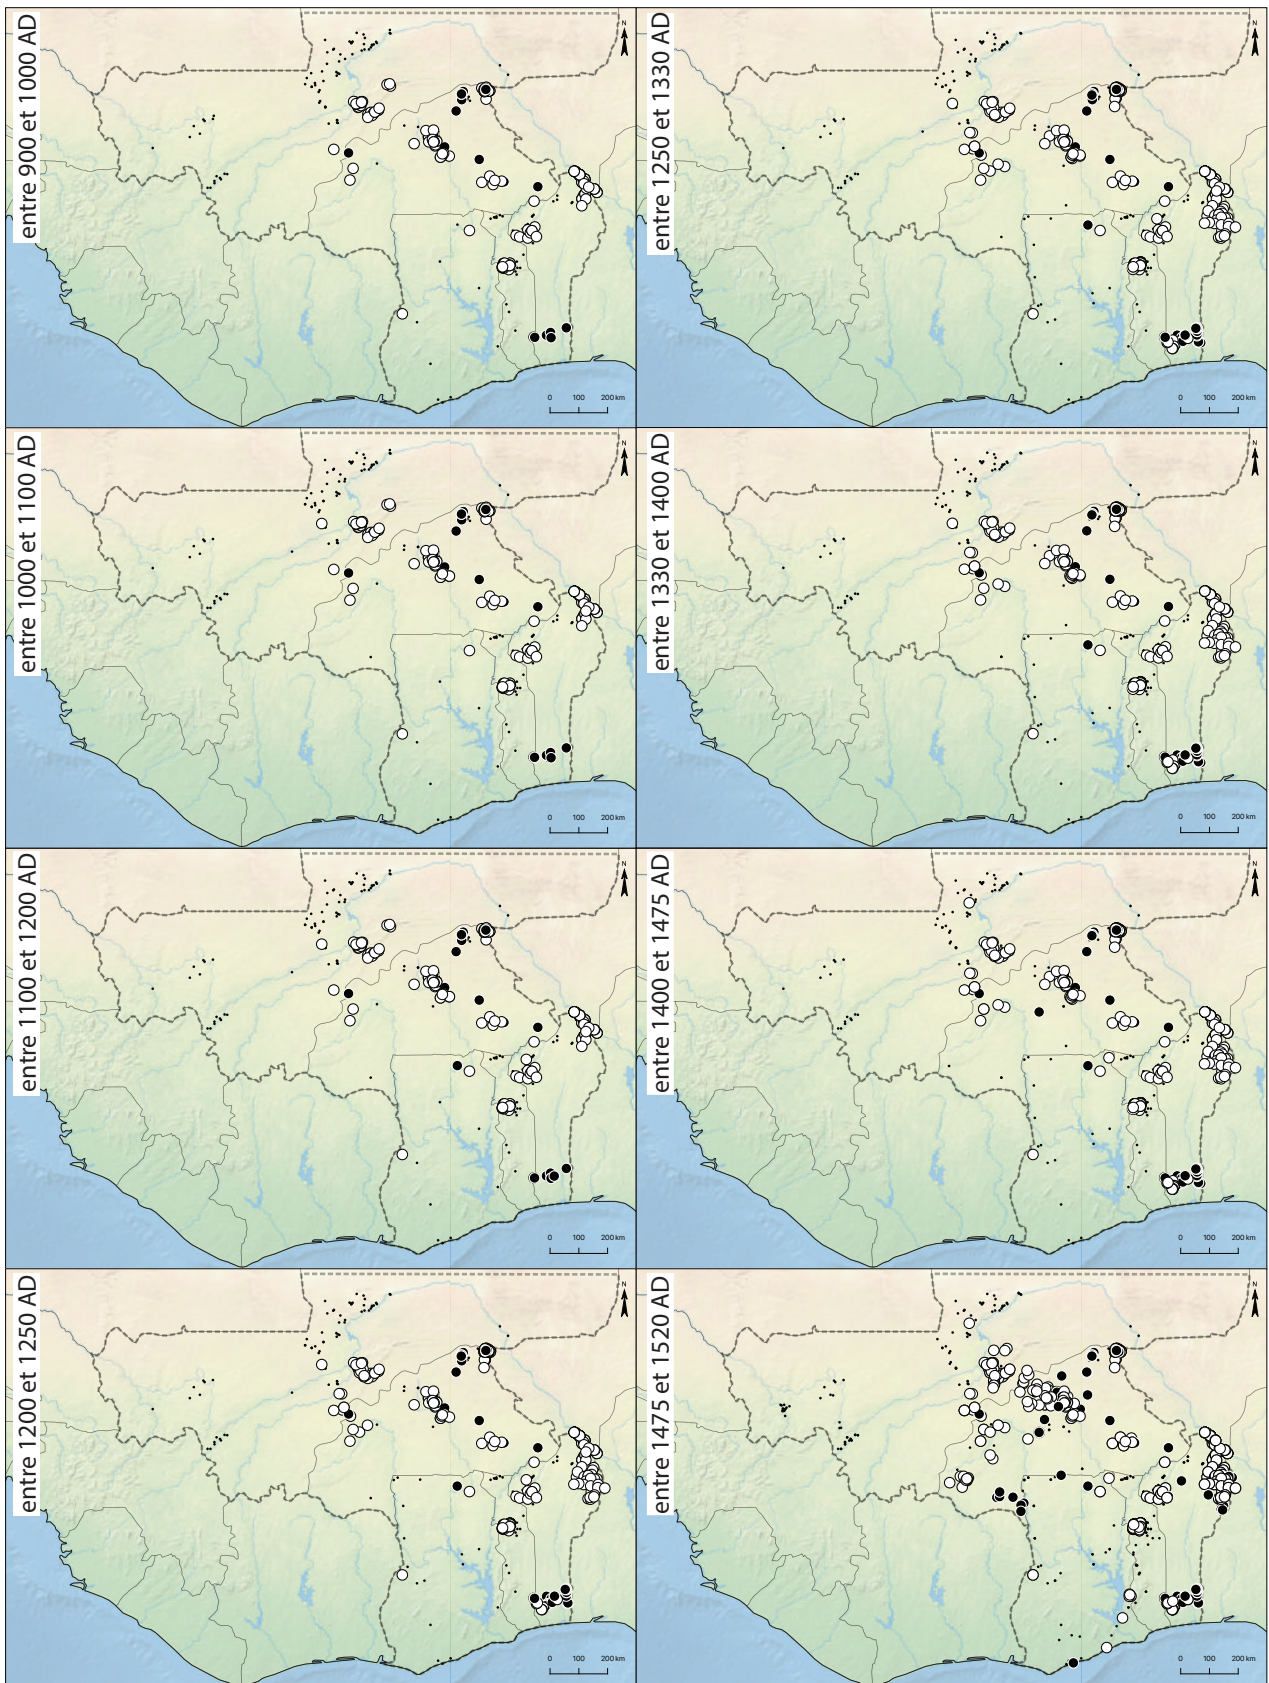 entre 900 et 1000 AD
N
0 100 200 km
entre 1000 et 1100 AD
N
0 100 200 km
entre 1100 et 1200 AD
N
0 100 200 km
entre 1200 et 1250 AD
N
0 100 200 km
entre 1250 et 1330 AD
N
0 100 200 km
entre 1330 et 1400 AD
N
0 100 200 km
entre 1400 et 1475 AD
N
0 100 200 km
entre 1475 et 1520 AD
N
0 100 200 km